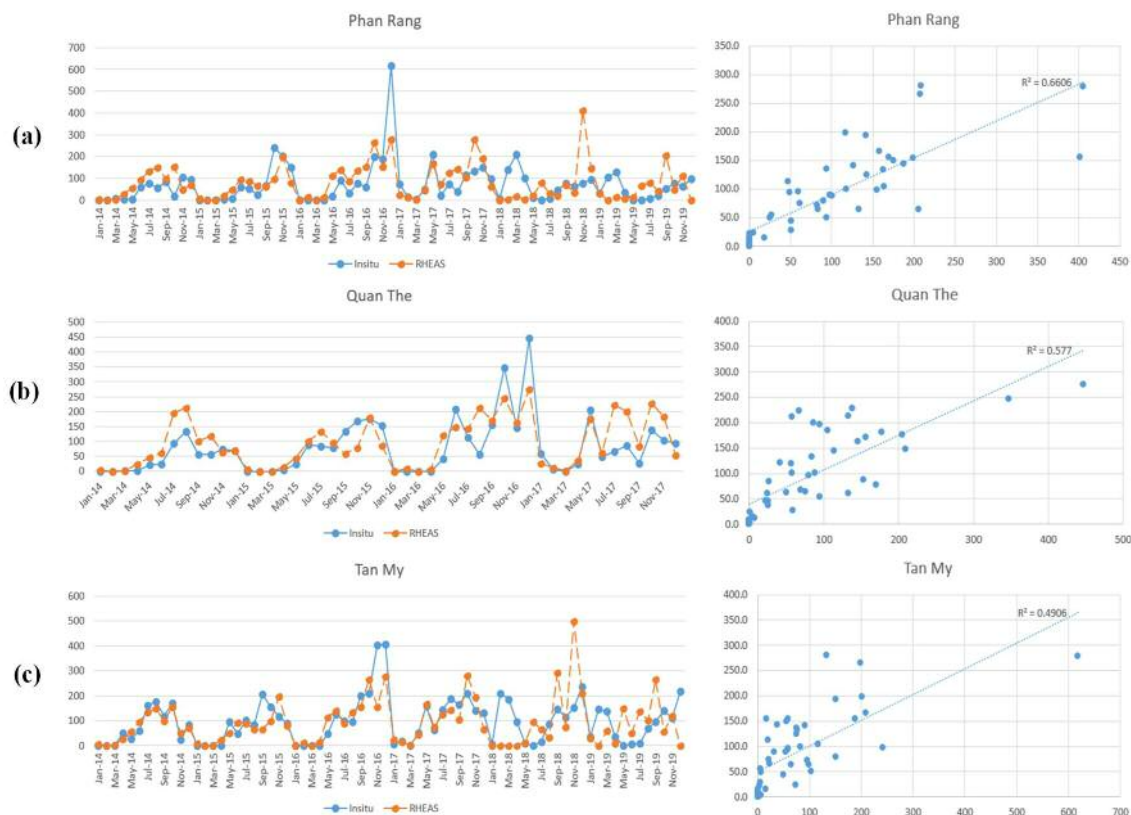 Phan Rang
700
600
500
400
300
200
100
0
Jan-14 Mar-14 May-14 Jul-14 Sep-14 Nov-14 Jan-15 Mar-15 May-15 Jul-15 Sep-15 Nov-15 Jan-16 Mar-16 May-16 Jul-16 Sep-16 Nov-16 Jan-17 Mar-17 May-17 Jul-17 Sep-17 Nov-17 Jan-18 Mar-18 May-18 Jul-18 Sep-18 Nov-18 Jan-19 Mar-19 May-19 Jul-19 Sep-19 Nov-19
Insitu RHEAS
(a)
Phan Rang
350.0
300.0
250.0
200.0
150.0
100.0
50.0
0.0
R² = 0.6606
0 50 100 150 200 250 300 350 400 450
Quan The
500
450
400
350
300
250
200
150
100
50
0
Jan-14 Mar-14 May-14 Jul-14 Sep-14 Nov-14 Jan-15 Mar-15 May-15 Jul-15 Sep-15 Nov-15 Jan-16 Mar-16 May-16 Jul-16 Sep-16 Nov-16 Jan-17 Mar-17 May-17 Jul-17 Sep-17 Nov-17
Insitu RHEAS
(b)
Quan The
400.0
350.0
300.0
250.0
200.0
150.0
100.0
50.0
0.0
R² = 0.577
0 100 200 300 400 500
Tan My
600
500
400
300
200
100
0
Jan-14 Mar-14 May-14 Jul-14 Sep-14 Nov-14 Jan-15 Mar-15 May-15 Jul-15 Sep-15 Nov-15 Jan-16 Mar-16 May-16 Jul-16 Sep-16 Nov-16 Jan-17 Mar-17 May-17 Jul-17 Sep-17 Nov-17 Jan-18 Mar-18 May-18 Jul-18 Sep-18 Nov-18 Jan-19 Mar-19 May-19 Jul-19 Sep-19 Nov-19
Insitu RHEAS
(c)
Tan My
400.0
350.0
300.0
250.0
200.0
150.0
100.0
50.0
0.0
R² = 0.4906
0 100 200 300 400 500 600 700